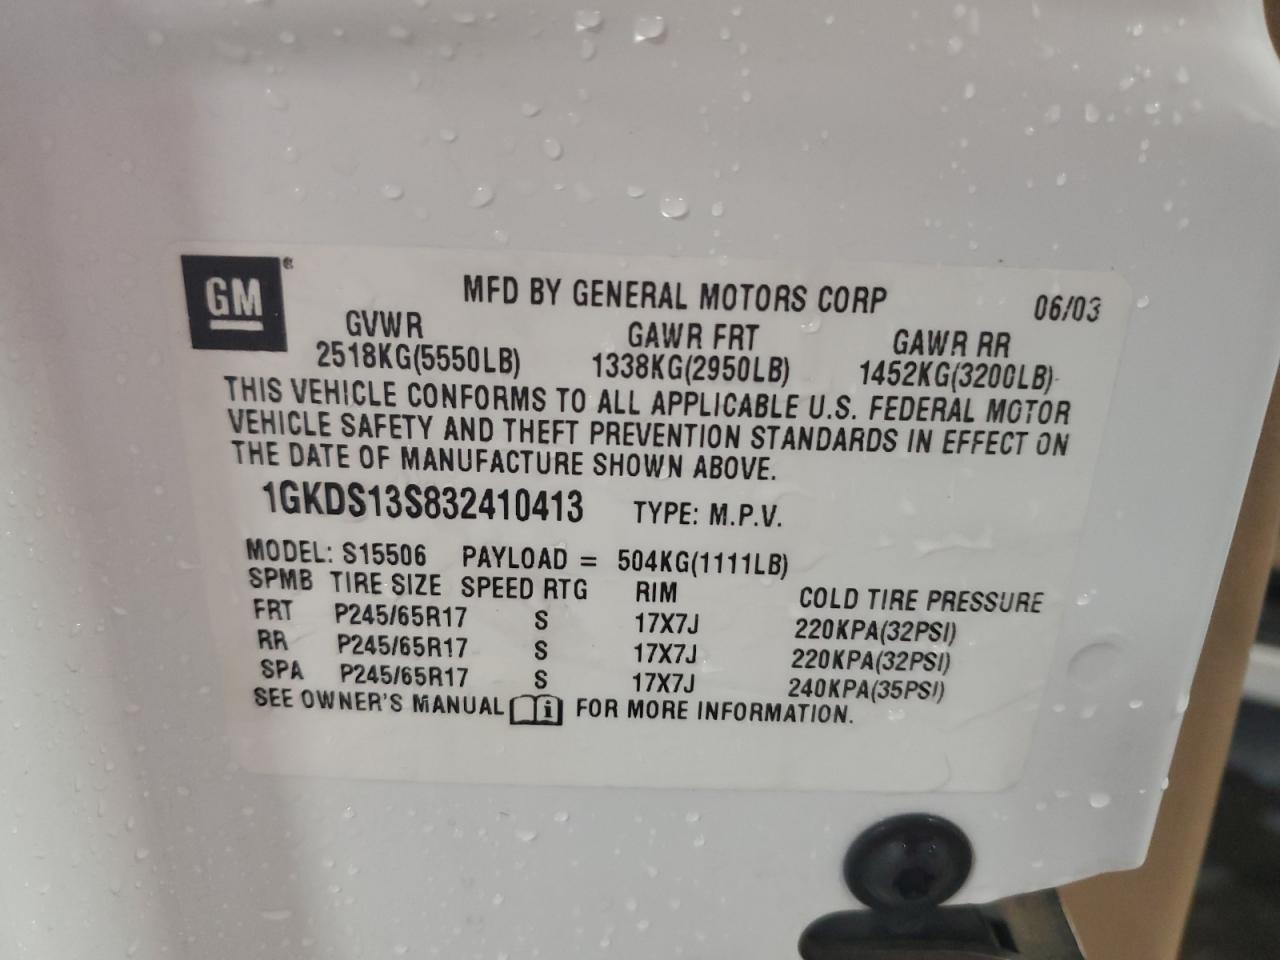 GM®
MFD BY GENERAL MOTORS CORP 06/03
GVWR GAWR FRT GAWR RR
2518KG(5550LB) 1338KG(2950LB) 1452KG(3200LB)
THIS VEHICLE CONFORMS TO ALL APPLICABLE U.S. FEDERAL MOTOR
VEHICLE SAFETY AND THEFT PREVENTION STANDARDS IN EFFECT ON
THE DATE OF MANUFACTURE SHOWN ABOVE.
1GKDS13S832410413 TYPE: M.P.V.
MODEL: S15506 PAYLOAD = 504KG(1111LB)
SPMB TIRE SIZE SPEED RTG RIM COLD TIRE PRESSURE
FRT P245/65R17 S 17X7J 220KPA(32PSI)
RR P245/65R17 S 17X7J 220KPA(32PSI)
SPA P245/65R17 S 17X7J 240KPA(35PSI)
SEE OWNER'S MANUAL i FOR MORE INFORMATION.